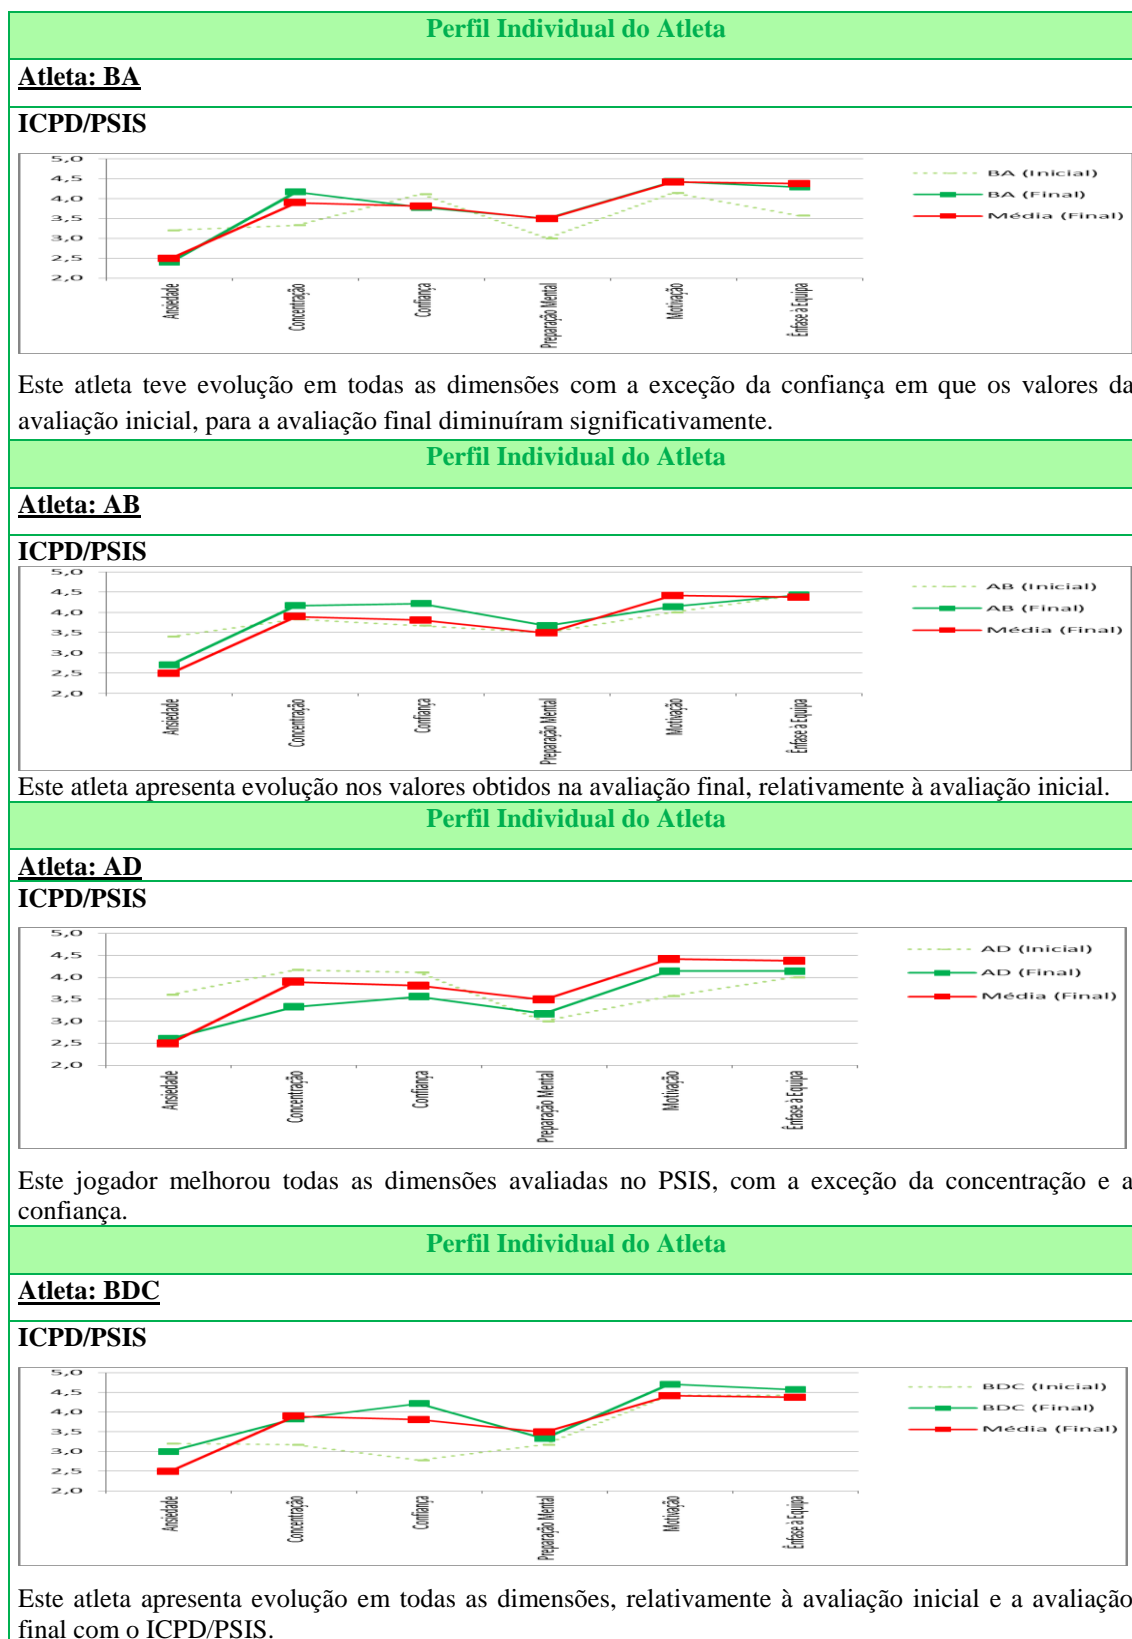 Perfil Individual do Atleta
Atleta: BA
ICPD/PSIS
5,0
4,5
4,0
3,5
3,0
2,5
2,0
Ansiedade
Concentração
Confiança
Preparação Mental
Motivação
Ênfase à Equipa
BA (Inicial)
BA (Final)
Média (Final)
Este atleta teve evolução em todas as dimensões com a exceção da confiança em que os valores da
avaliação inicial, para a avaliação final diminuíram significativamente.
Perfil Individual do Atleta
Atleta: AB
ICPD/PSIS
5,0
4,5
4,0
3,5
3,0
2,5
2,0
Ansiedade
Concentração
Confiança
Preparação Mental
Motivação
Ênfase à Equipa
AB (Inicial)
AB (Final)
Média (Final)
Este atleta apresenta evolução nos valores obtidos na avaliação final, relativamente à avaliação inicial.
Perfil Individual do Atleta
Atleta: AD
ICPD/PSIS
5,0
4,5
4,0
3,5
3,0
2,5
2,0
Ansiedade
Concentração
Confiança
Preparação Mental
Motivação
Ênfase à Equipa
AD (Inicial)
AD (Final)
Média (Final)
Este jogador melhorou todas as dimensões avaliadas no PSIS, com a exceção da concentração e a
confiança.
Perfil Individual do Atleta
Atleta: BDC
ICPD/PSIS
5,0
4,5
4,0
3,5
3,0
2,5
2,0
Ansiedade
Concentração
Confiança
Preparação Mental
Motivação
Ênfase à Equipa
BDC (Inicial)
BDC (Final)
Média (Final)
Este atleta apresenta evolução em todas as dimensões, relativamente à avaliação inicial e a avaliação
final com o ICPD/PSIS.